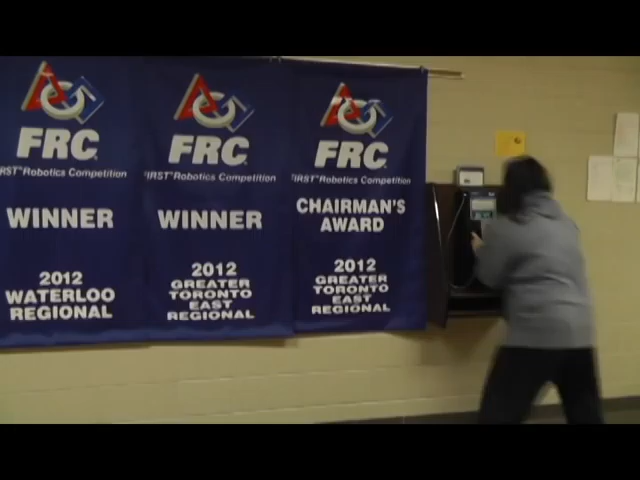 FRC
FIRST Robotics Competition
WINNER
2012
WATERLOO
REGIONAL
FRC
FIRST Robotics Competition
WINNER
2012
GREATER
TORONTO
EAST
REGIONAL
FRC
FIRST Robotics Competition
CHAIRMAN'S
AWARD
2012
GREATER
TORONTO
EAST
REGIONAL